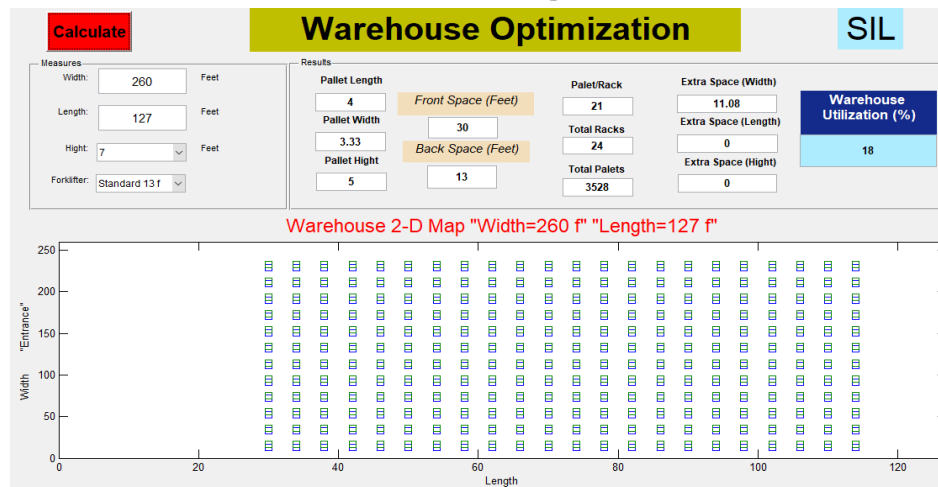 Calculate
Warehouse Optimization
SIL
Measures
Width: 260 Feet
Length: 127 Feet
Hight: 7 Feet
Forklifter: Standard 13 f
Results
Pallet Length
4
Pallet Width
3.33
Pallet Hight
5
Front Space (Feet)
30
Back Space (Feet)
13
Palet/Rack
21
Total Racks
24
Total Palets
3528
Extra Space (Width)
11.08
Extra Space (Length)
0
Extra Space (Hight)
0
Warehouse
Utilization (%)
18
Warehouse 2-D Map "Width=260 f" "Length=127 f"
250
200
150
100
50
0
Width "Entrance"
0 20 40 60 80 100 120
Length